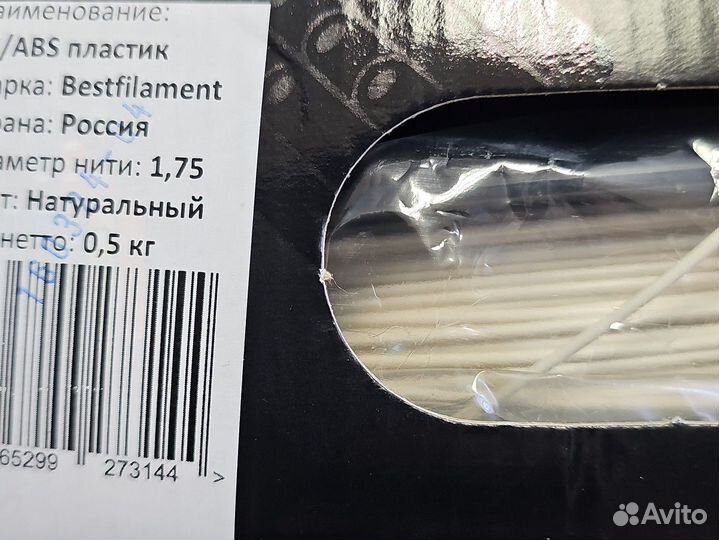 аименование:
/ABS пластик
арка: Bestfilament
рана: Россия
аметр нити: 1,75
т: Натуральный
нетто: 0,5 кг
65299 273144 >
Avito